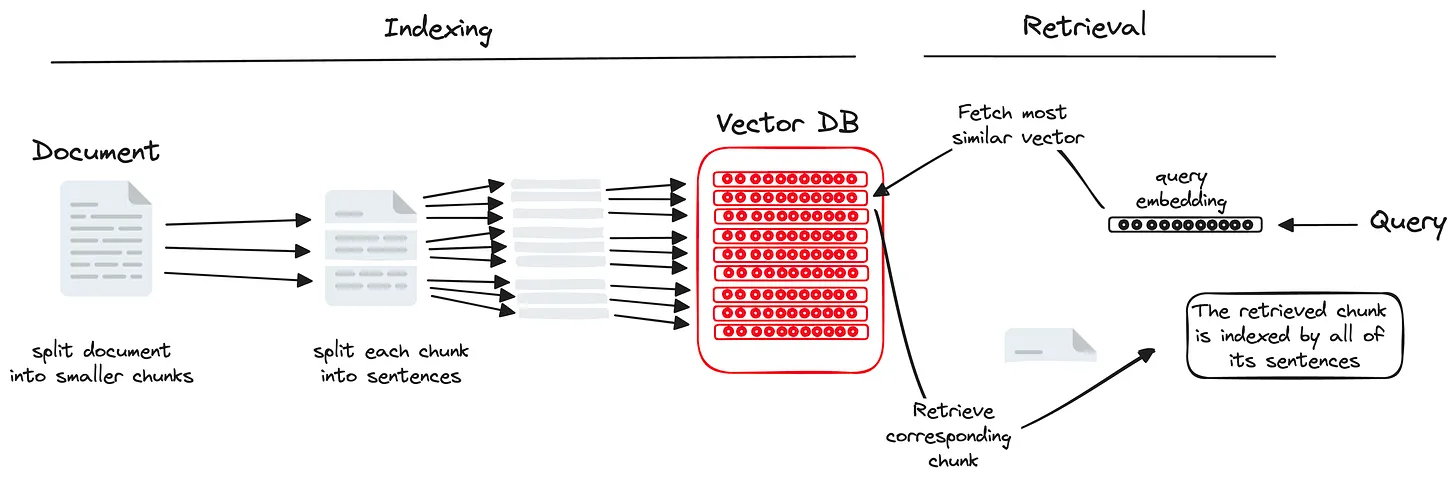 Indexing
Retrieval
Document
split document
into smaller chunks
split each chunk
into sentences
Vector DB
Fetch most
similar vector
query
embedding
Query
Retrieve
corresponding
chunk
The retrieved chunk
is indexed by all of
its sentences